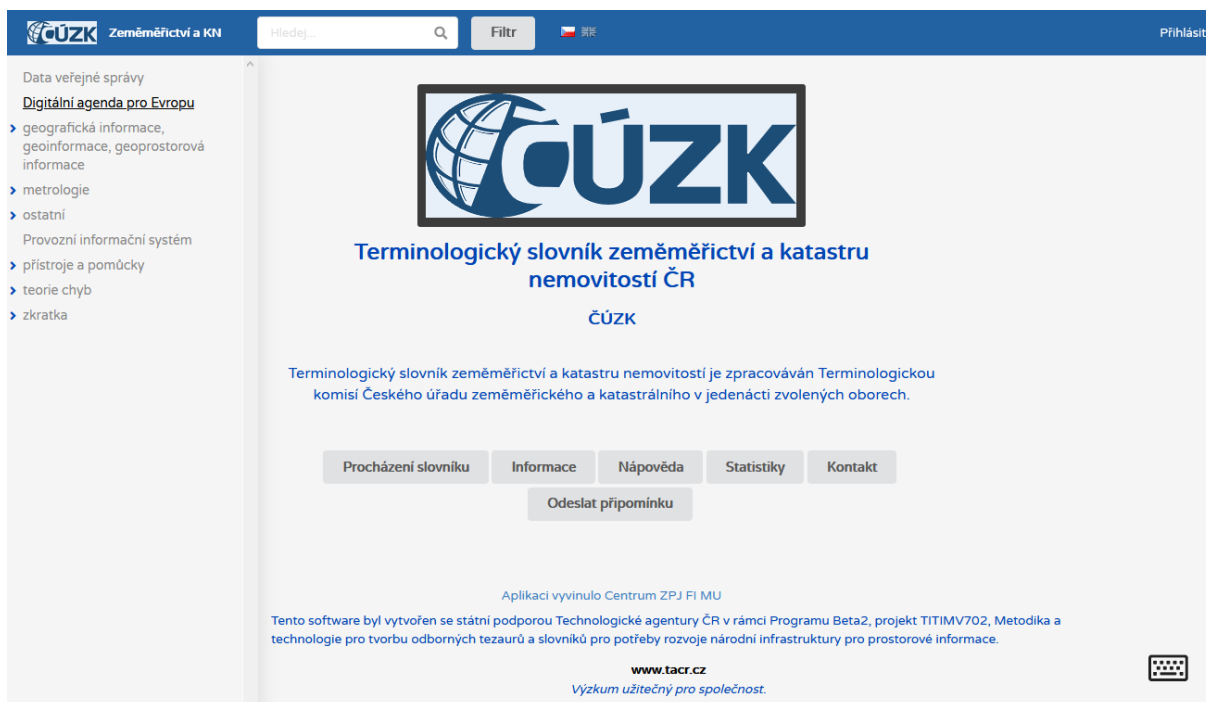 ČÚZK Zeměměřictví a KN
Hledej...
Filtr
Přihlásit
Data veřejné správy
Digitální agenda pro Evropu
geografická informace,
geoinformace, geoprostorová
informace
metrologie
ostatní
Provozní informační systém
přístroje a pomůcky
teorie chyb
zkratka
ČÚZK
Terminologický slovník zeměměřictví a katastru
nemovitostí ČR
ČÚZK
Terminologický slovník zeměměřictví a katastru nemovitostí je zpracováván Terminologickou
komisí Českého úřadu zeměměřického a katastrálního v jedenácti zvolených oborech.
Procházení slovníku
Informace
Nápověda
Statistiky
Kontakt
Odeslat připomínku
Aplikaci vyvinulo Centrum ZPJ FI MU
Tento software byl vytvořen se státní podporou Technologické agentury ČR v rámci Programu Beta2, projekt TITIMV702, Metodika a
technologie pro tvorbu odborných tezaurů a slovníků pro potřeby rozvoje národní infrastruktury pro prostorové informace.
www.tacr.cz
Výzkum užitečný pro společnost.